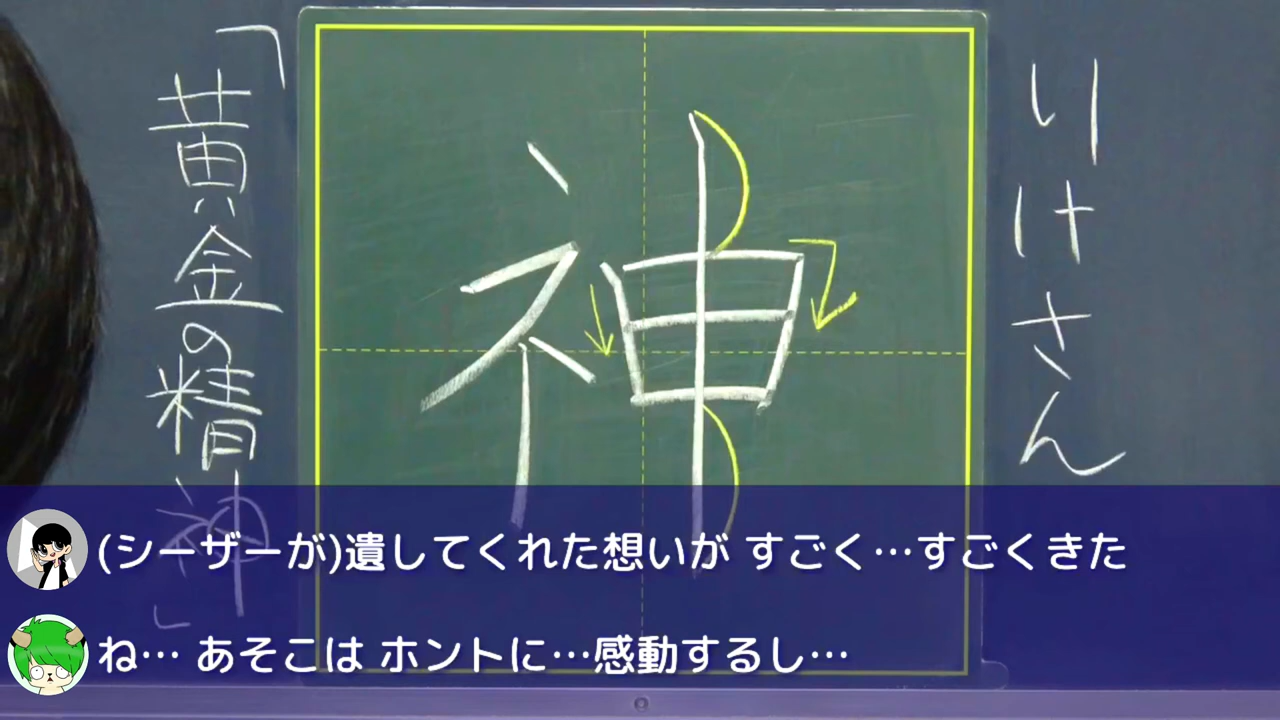 いけさん
神
「黄金の精神」
(シーザーが)遺してくれた想いが すごく…すごくきた
ね… あそこは ホントに…感動するし…